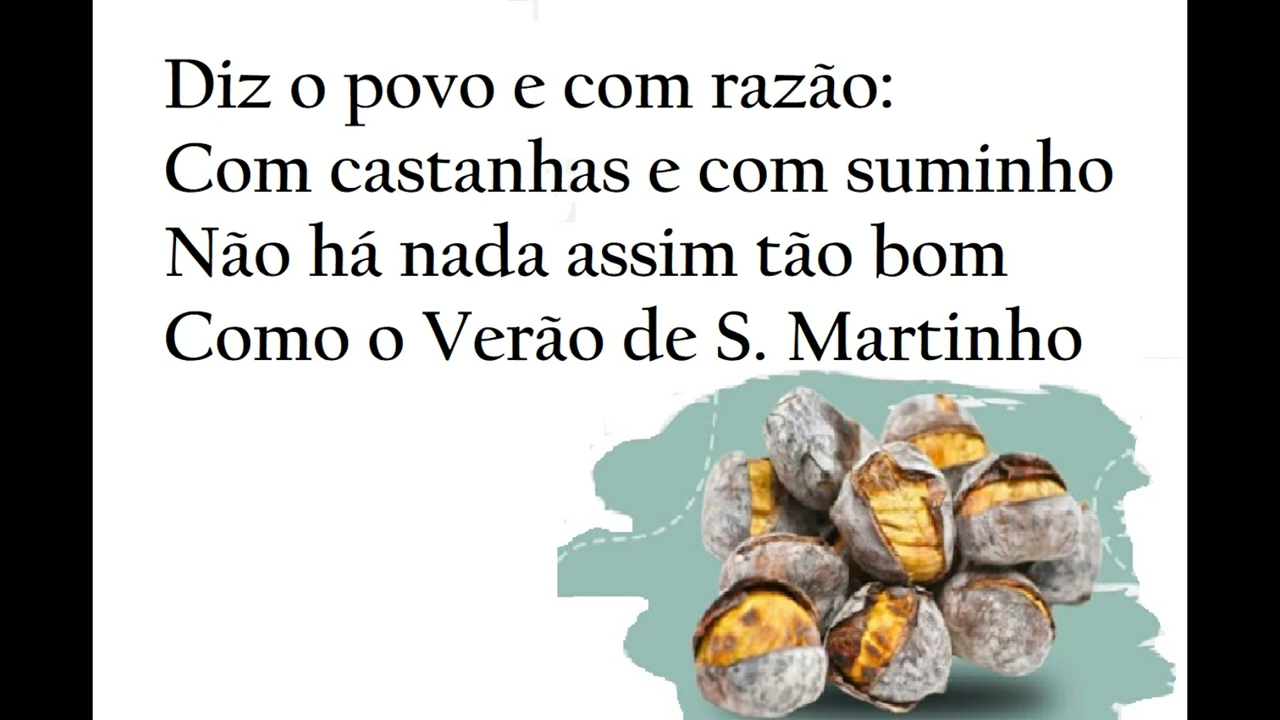 Diz o povo e com razão:
Com castanhas e com suminho
Não há nada assim tão bom
Como o Verão de S. Martinho